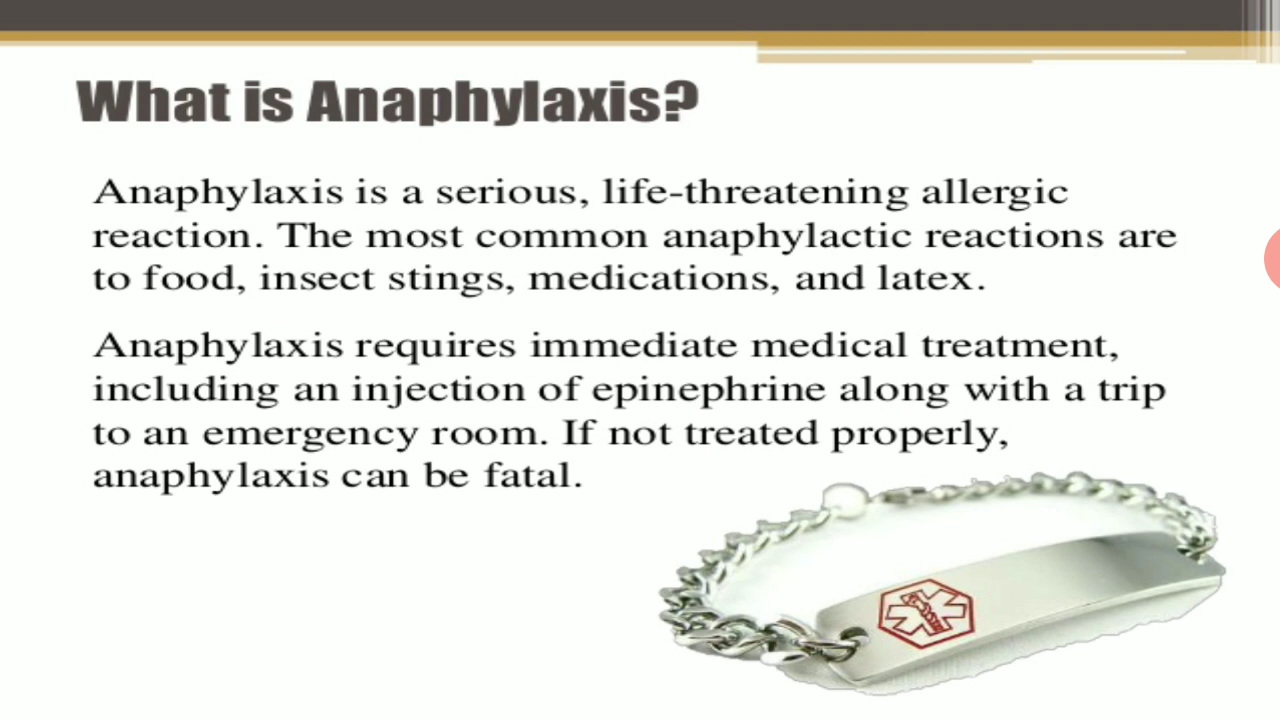 What is Anaphylaxis?
Anaphylaxis is a serious, life-threatening allergic
reaction. The most common anaphylactic reactions are
to food, insect stings, medications, and latex.
Anaphylaxis requires immediate medical treatment,
including an injection of epinephrine along with a trip
to an emergency room. If not treated properly,
anaphylaxis can be fatal.